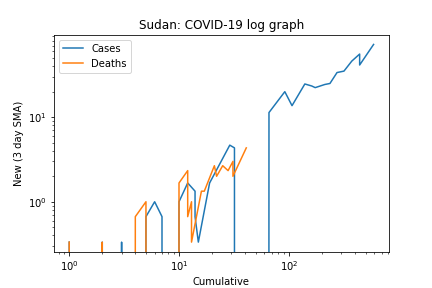 Sudan: COVID-19 log graph
Cases
Deaths
New (3 day SMA)
10¹
10⁰
10⁰
10¹
10²
Cumulative